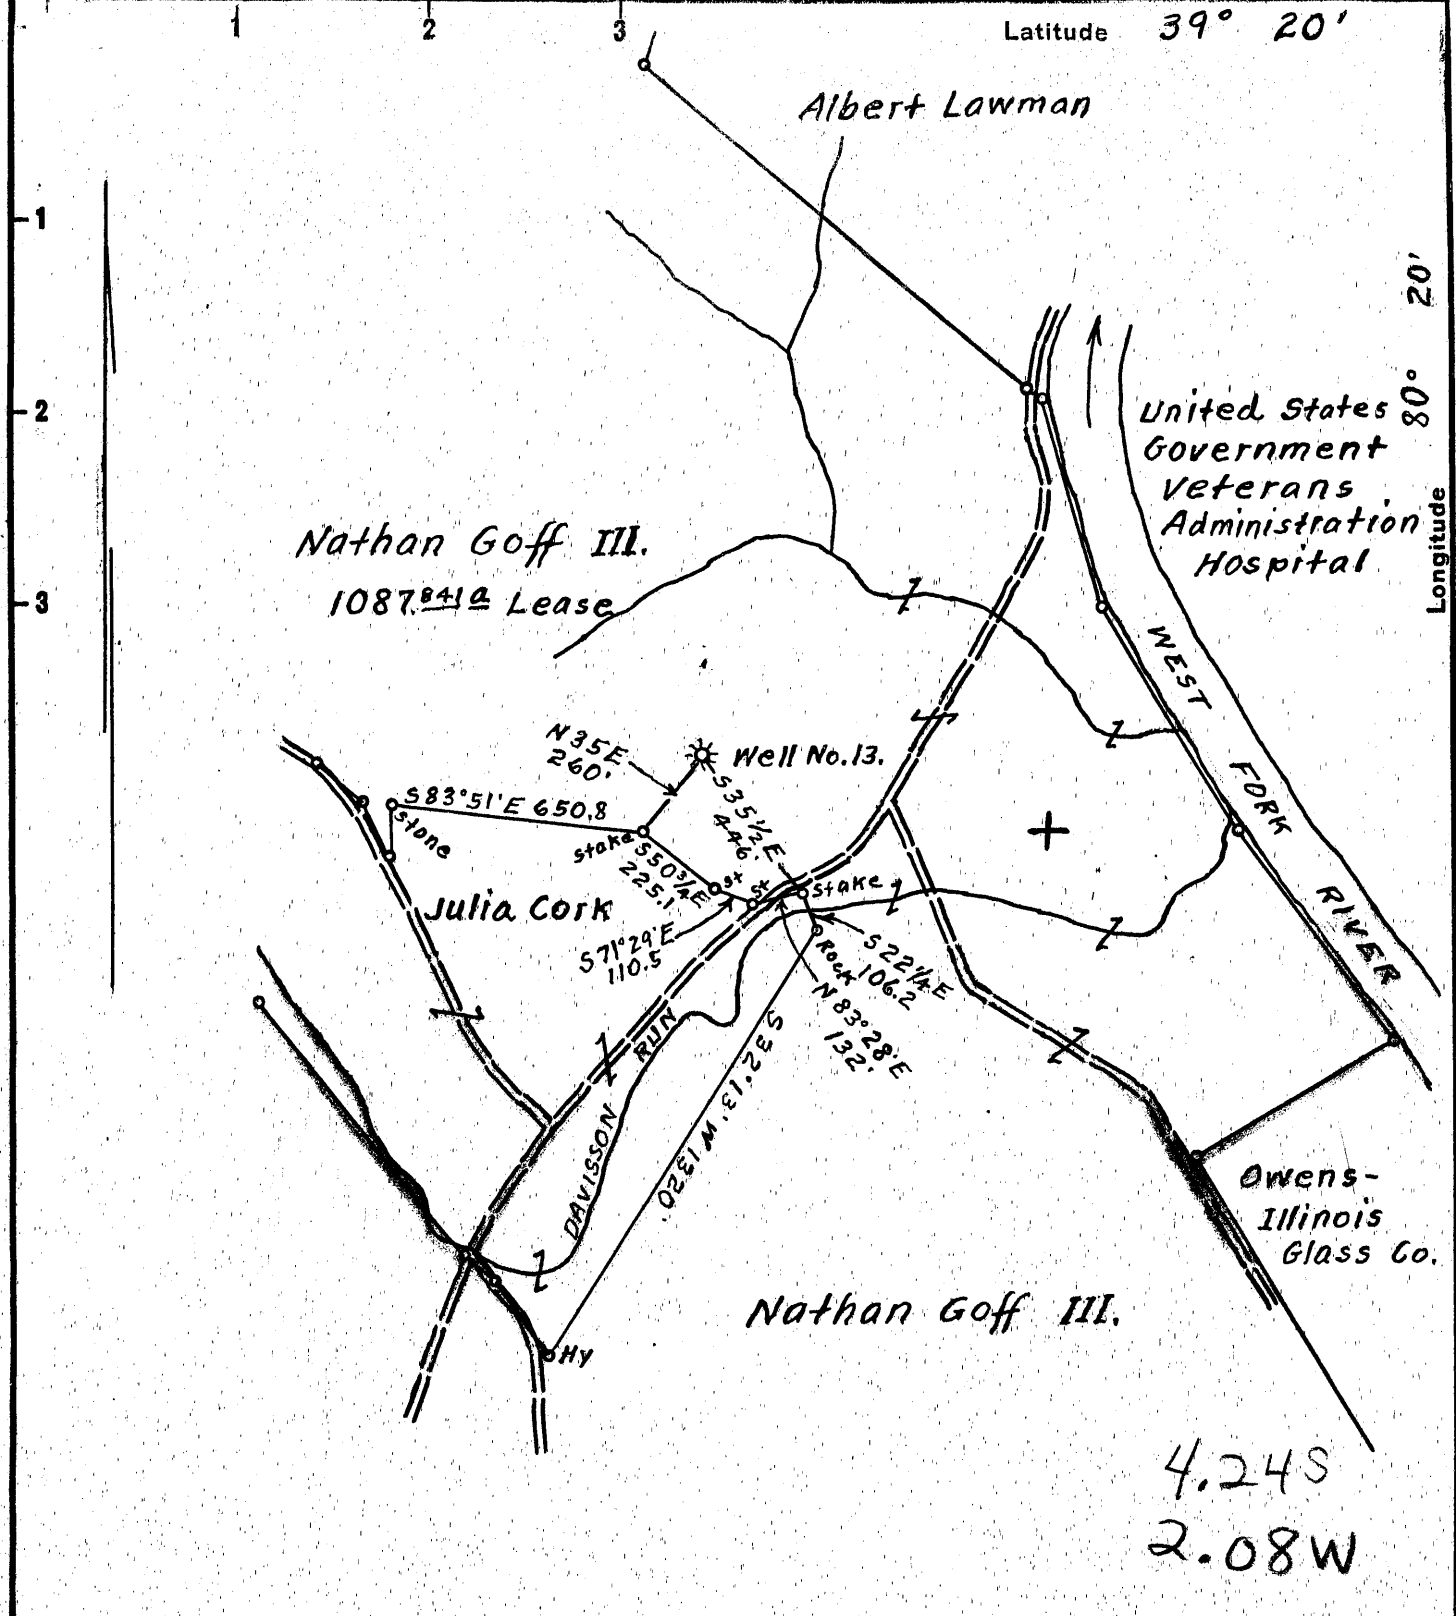 1 2 3
Latitude 39° 20'
Albert Lawman
-1
-2
-3
80° 20'
Longitude
United States
Government
Veterans
Administration
Hospital
Nathan Goff III.
1087.841a Lease
WEST FORK RIVER
N35E
260'
Well No.13.
S83°51'E 650.8
stone
stake
S35½E
446'
S50¾E
225.1
st
st
stake
Julia Cork
S71°29'E
110.5
Rock
S22¼E
106.2
N83°28'E
132'
S32°13'W 1320'
DAVISSON RUN
Owens-
Illinois
Glass Co.
Nathan Goff III.
Hy
4.24S
2.08W